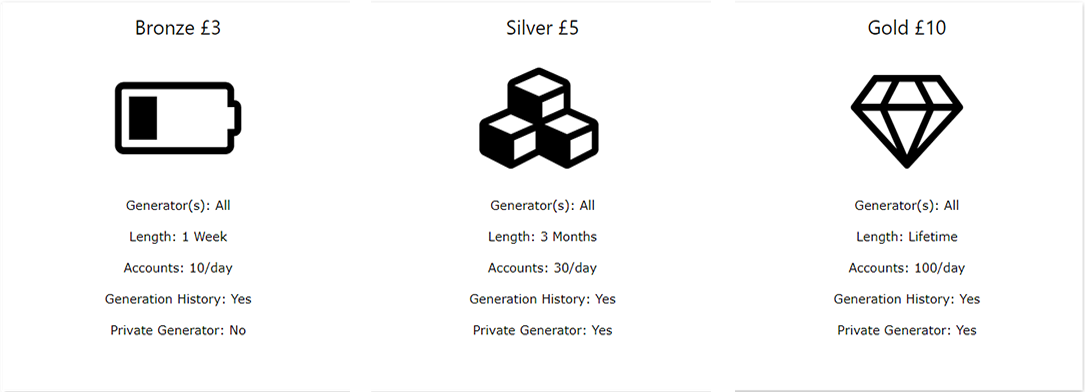 Bronze £3
Generator(s): All
Length: 1 Week
Accounts: 10/day
Generation History: Yes
Private Generator: No
Silver £5
Generator(s): All
Length: 3 Months
Accounts: 30/day
Generation History: Yes
Private Generator: Yes
Gold £10
Generator(s): All
Length: Lifetime
Accounts: 100/day
Generation History: Yes
Private Generator: Yes